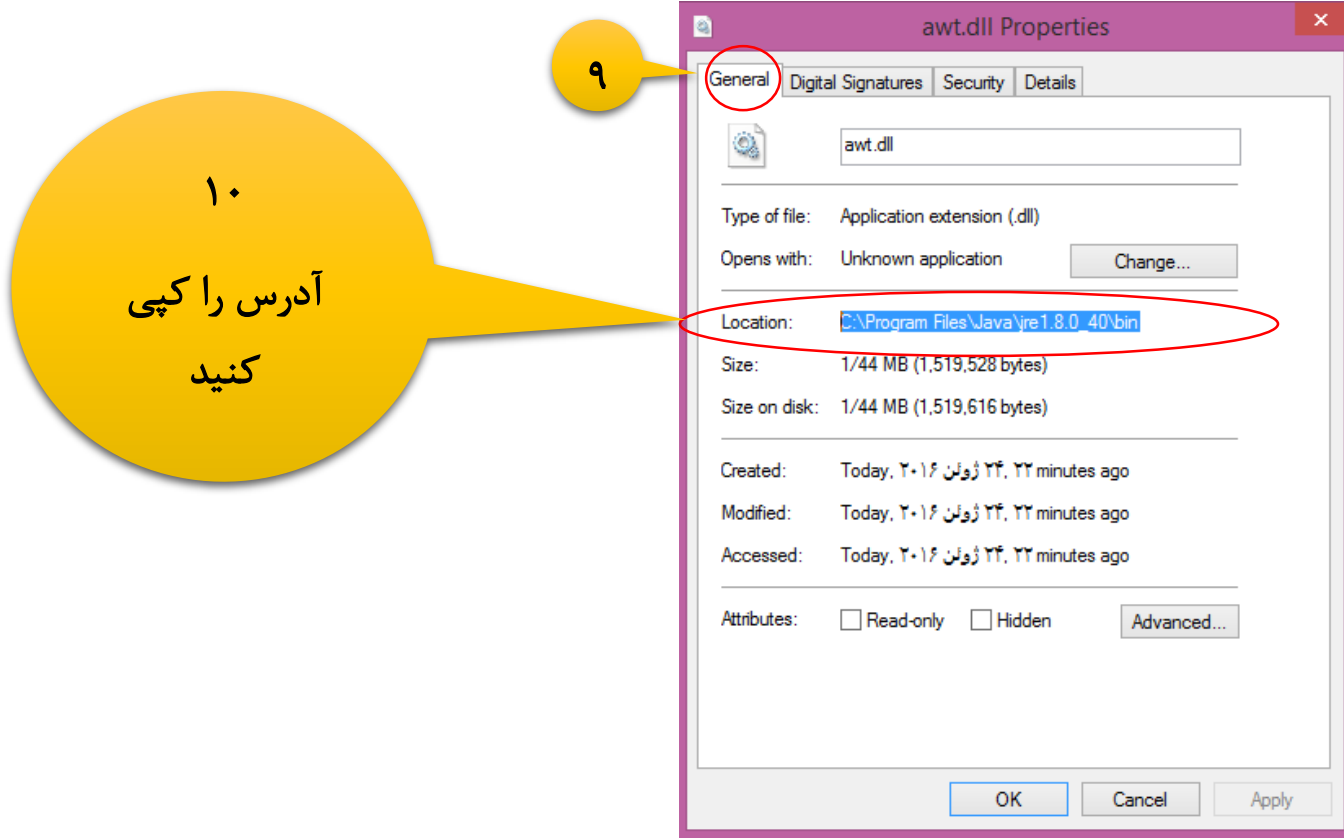 awt.dll Properties
۹
General Digital Signatures Security Details
awt.dll
۱۰
آدرس را کپی
کنید
Type of file: Application extension (.dll)
Opens with: Unknown application Change...
Location: C:\Program Files\Java\jre1.8.0_40\bin
Size: 1/44 MB (1,519,528 bytes)
Size on disk: 1/44 MB (1,519,616 bytes)
Created: Today, ۲۴ ژوئن ۲۰۱۶, ۲۲ minutes ago
Modified: Today, ۲۴ ژوئن ۲۰۱۶, ۲۲ minutes ago
Accessed: Today, ۲۴ ژوئن ۲۰۱۶, ۲۲ minutes ago
Attributes: Read-only Hidden Advanced...
OK Cancel Apply